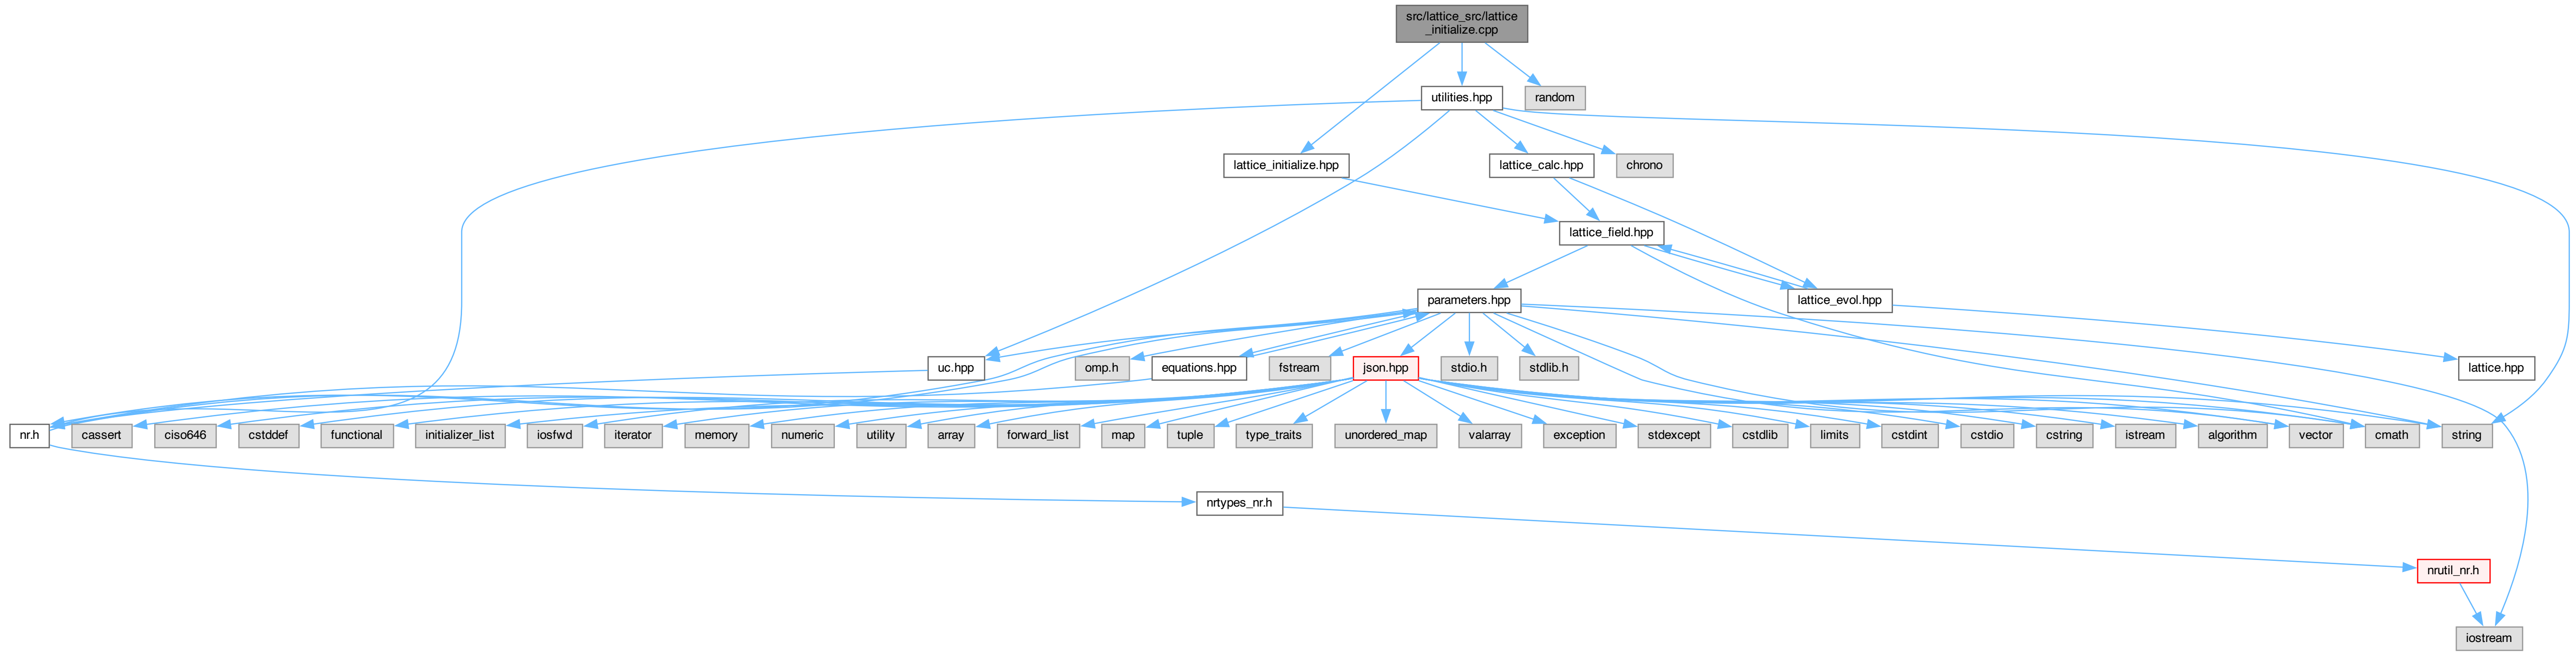 src/lattice_src/lattice
_initialize.cpp
utilities.hpp
random
lattice_initialize.hpp
lattice_calc.hpp
chrono
lattice_field.hpp
parameters.hpp
lattice_evol.hpp
uc.hpp
omp.h
equations.hpp
fstream
json.hpp
stdio.h
stdlib.h
lattice.hpp
nr.h
cassert
ciso646
cstddef
functional
initializer_list
iosfwd
iterator
memory
numeric
utility
array
forward_list
map
tuple
type_traits
unordered_map
valarray
exception
stdexcept
cstdlib
limits
cstdint
cstdio
cstring
istream
algorithm
vector
cmath
string
nrtypes_nr.h
nrutil_nr.h
iostream